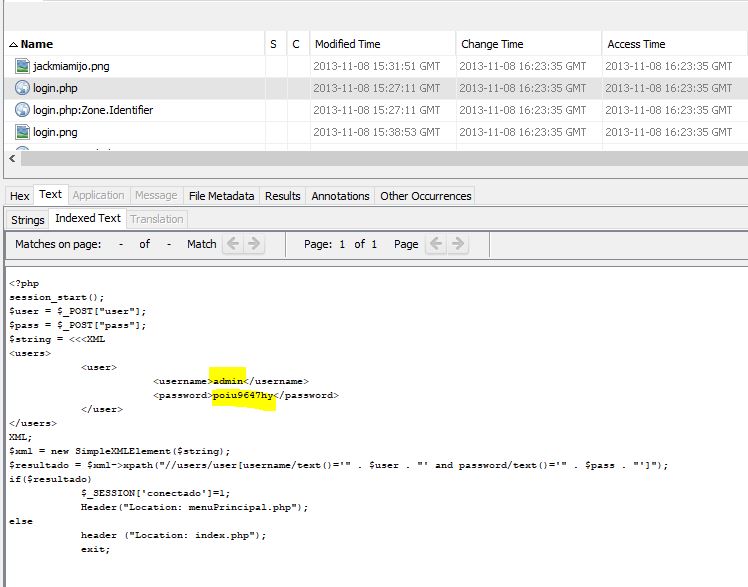 Name S C Modified Time Change Time Access Time
jackmiamijo.png 2013-11-08 15:31:51 GMT 2013-11-08 16:23:35 GMT 2013-11-08 16:23:35 GMT
login.php 2013-11-08 15:27:11 GMT 2013-11-08 16:23:35 GMT 2013-11-08 16:23:35 GMT
login.php:Zone.Identifier 2013-11-08 15:27:11 GMT 2013-11-08 16:23:35 GMT 2013-11-08 16:23:35 GMT
login.png 2013-11-08 15:38:53 GMT 2013-11-08 16:23:35 GMT 2013-11-08 16:23:35 GMT
Hex Text Application Message File Metadata Results Annotations Other Occurrences
Strings Indexed Text Translation
Matches on page: - of - Match Page: 1 of 1 Page
<?php
session_start();
$user = $_POST["user"];
$pass = $_POST["pass"];
$string = <<<XML
<users>
<user>
<username>admin</username>
<password>poiu9647hy</password>
</user>
</users>
XML;
$xml = new SimpleXMLElement($string);
$resultado = $xml->xpath("//users/user[username/text()='" . $user . "' and password/text()='" . $pass . "']");
if($resultado)
$_SESSION['conectado']=1;
Header("Location: menuPrincipal.php");
else
header ("Location: index.php");
exit;